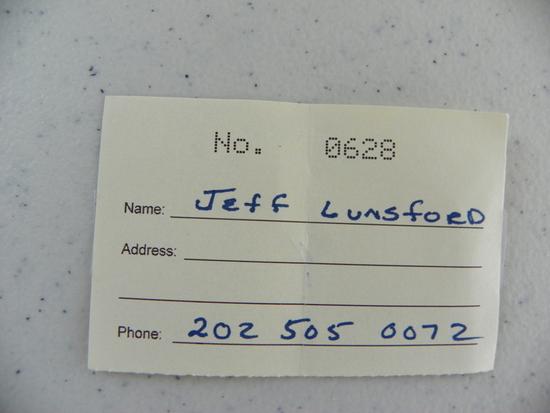 No. 0628
Name: Jeff Lunsford
Address:
Phone: 202 505 0072